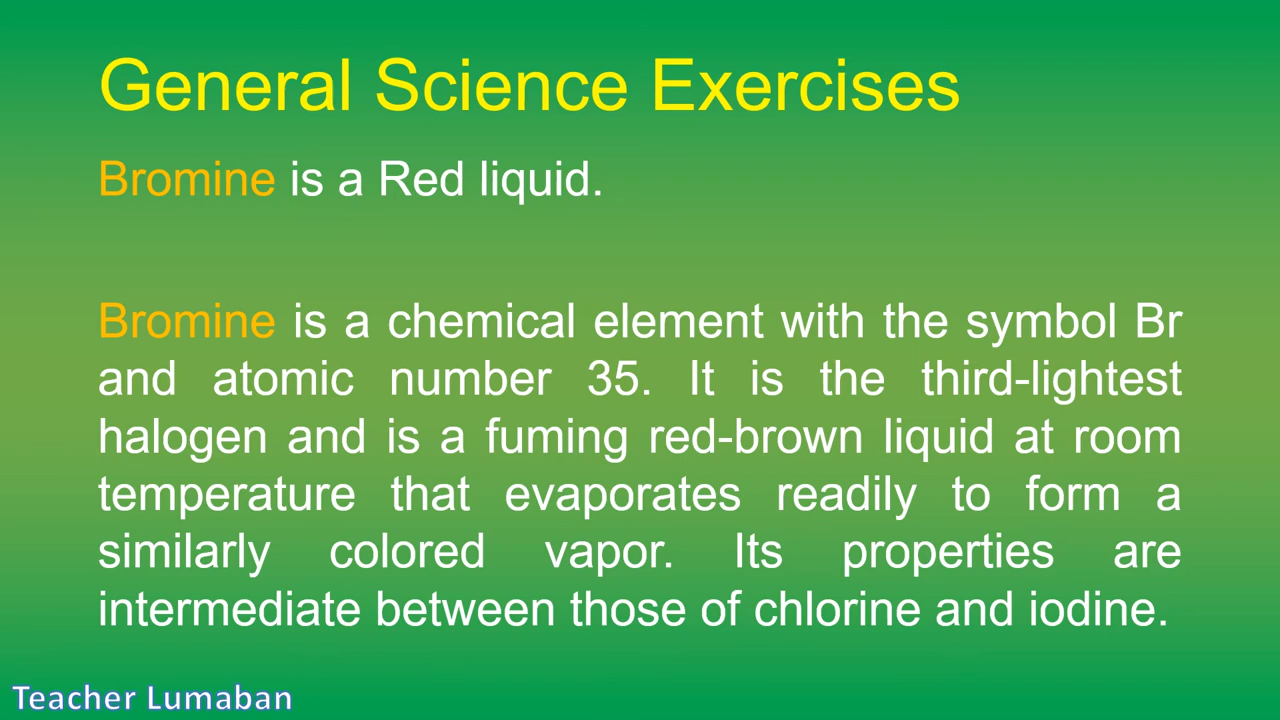 General Science Exercises
Bromine is a Red liquid.
Bromine is a chemical element with the symbol Br
and atomic number 35. It is the third-lightest
halogen and is a fuming red-brown liquid at room
temperature that evaporates readily to form a
similarly colored vapor. Its properties are
intermediate between those of chlorine and iodine.
Teacher Lumaban